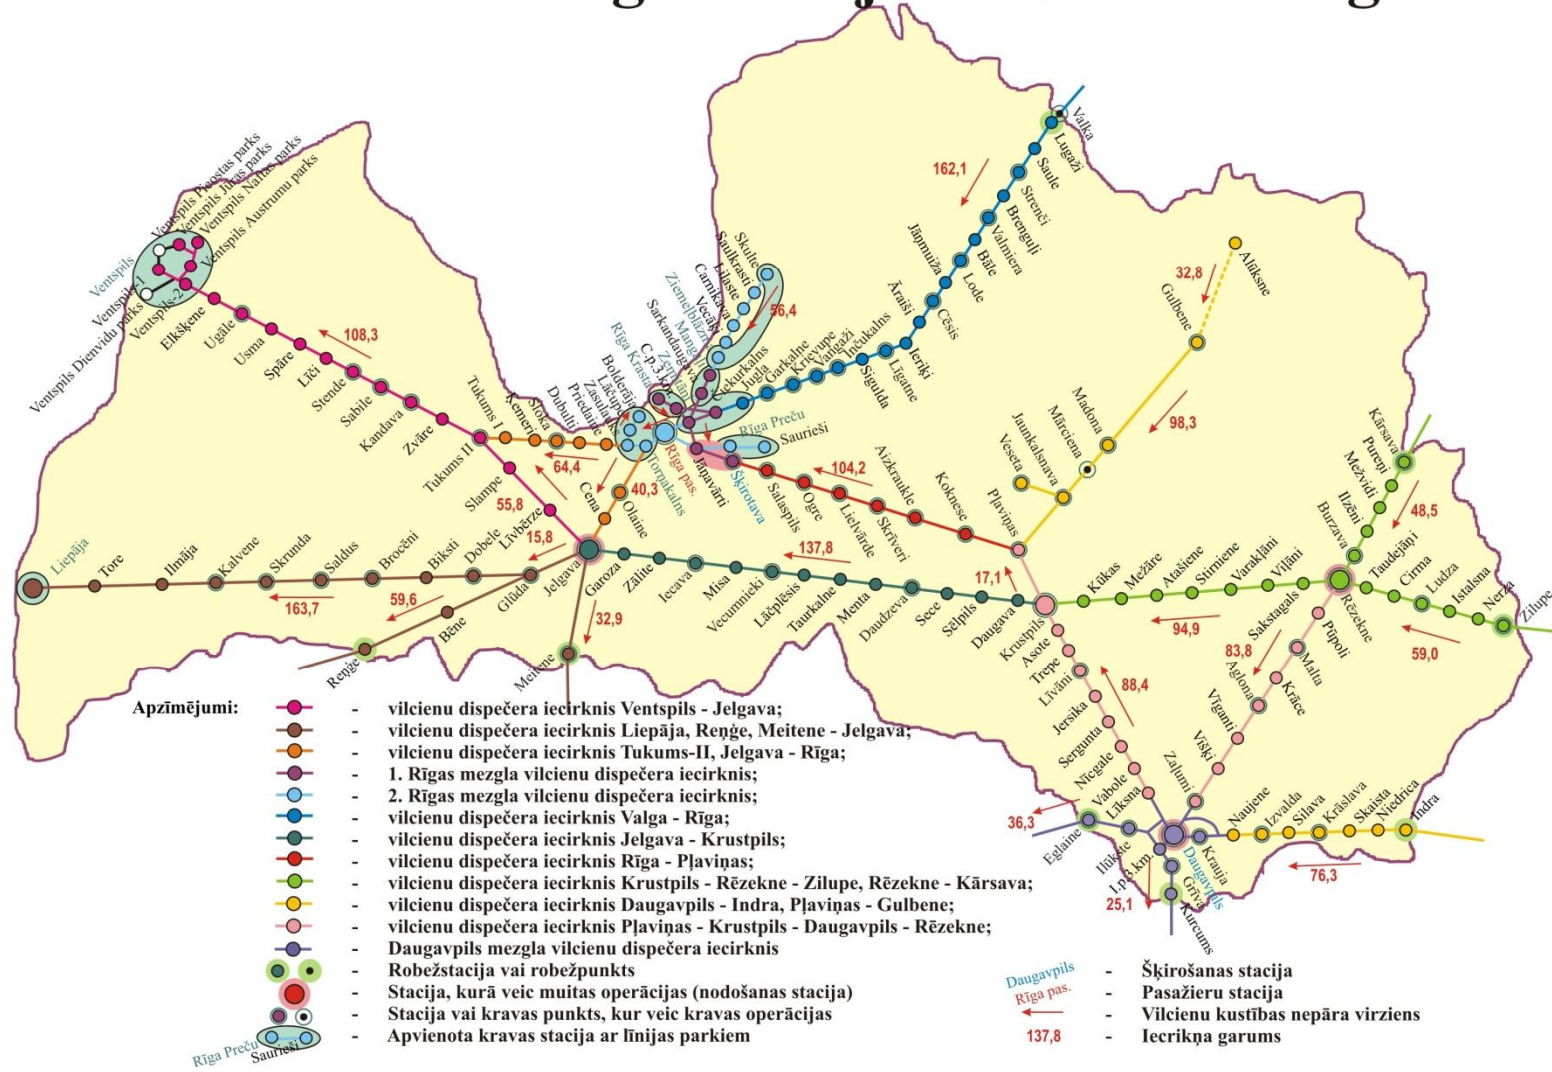 Ventspils Pieostas parks
Ventspils Jūras parks
Ventspils Naftas parks
Ventspils Austrumu parks
Ventspils
Ventspils-1
Ventspils Dienvidu parks
Ventspils-2
Elkšķene
Ugāle
Usma
Spāre
Līči
Stende
Sabile
Kandava
Zvāre
Tukums II
Slampe
Līvbērze
108,3
55,8
Tukums I
Ķemeri
Sloka
Dubulti
Priedaine
Zasulauks
Lāčupe
Bolderāja
64,4
Rīga Krasta
C.p.3.km.
Zemitāni
Sarkandaugava
Mangaļi
Ziemeļblāzma
Vecāķi
Carnikava
Lilaste
Saulkrasti
Skulte
56,4
Čiekurkalns
Jugla
Garkalne
Krievupe
Vangaži
Inčukalns
Sigulda
Līgatne
Ieriķi
Āraiši
Cēsis
Jāņmuiža
Lode
Bāle
Valmiera
Brenguļi
Strenči
Saule
Lugaži
Valka
162,1
Rīga Preču
Saurieši
Rīga pas.
Torņakalns
Jāņavārti
Šķirotava
Salaspils
Ogre
Lielvārde
Skrīveri
Aizkraukle
Koknese
Pļaviņas
104,2
Cena
Olaine
40,3
15,8
Alūksne
Gulbene
32,8
98,3
Madona
Mārciena
Jaunkalsnava
Veseta
Liepāja
Tore
Ilmāja
Kalvene
Skrunda
Saldus
Brocēni
Biksti
Dobele
Glūda
163,7
59,6
Bēne
Reņģe
Jelgava
Meitene
32,9
Garoza
Zālīte
Iecava
Misa
Vecumnieki
Lāčplēsis
Taurkalne
Menta
Daudzeva
Sece
Sēlpils
Daugava
Krustpils
137,8
17,1
Kūkas
Mežāre
Atašiene
Stirniene
Varakļāni
Viļāni
Sakstagals
Rēzekne
94,9
Kārsava
Pureņi
Mežvidi
Ilzēni
Burzava
48,5
Taudejāņi
Cirma
Ludza
Istalsna
Nerza
Zilupe
59,0
Asote
Trepe
Līvāni
Jersika
Sergunta
Nīcgale
Vabole
Līksna
88,4
Pūpoli
Malta
Krāce
Aglona
Vīganti
Višķi
Zaļumi
83,8
36,3
Eglaine
Ilūkste
I.p.3.km.
25,1
Daugavpils
Grīva
Kurcums
Krauja
Naujene
Izvalda
Silava
Krāslava
Skaista
Niedrica
Indra
76,3
Apzīmējumi:
- vilcienu dispečera iecirknis Ventspils - Jelgava;
- vilcienu dispečera iecirknis Liepāja, Reņģe, Meitene - Jelgava;
- vilcienu dispečera iecirknis Tukums-II, Jelgava - Rīga;
- 1. Rīgas mezgla vilcienu dispečera iecirknis;
- 2. Rīgas mezgla vilcienu dispečera iecirknis;
- vilcienu dispečera iecirknis Valga - Rīga;
- vilcienu dispečera iecirknis Jelgava - Krustpils;
- vilcienu dispečera iecirknis Rīga - Pļaviņas;
- vilcienu dispečera iecirknis Krustpils - Rēzekne - Zilupe, Rēzekne - Kārsava;
- vilcienu dispečera iecirknis Daugavpils - Indra, Pļaviņas - Gulbene;
- vilcienu dispečera iecirknis Pļaviņas - Krustpils - Daugavpils - Rēzekne;
- Daugavpils mezgla vilcienu dispečera iecirknis
- Robežstacija vai robežpunkts
- Stacija, kurā veic muitas operācijas (nodošanas stacija)
- Stacija vai kravas punkts, kur veic kravas operācijas
Rīga Preču Saurieši - Apvienota kravas stacija ar līnijas parkiem
Daugavpils - Šķirošanas stacija
Rīga pas. - Pasažieru stacija
- Vilcienu kustības nepāra virziens
137,8 - Iecirkņa garums